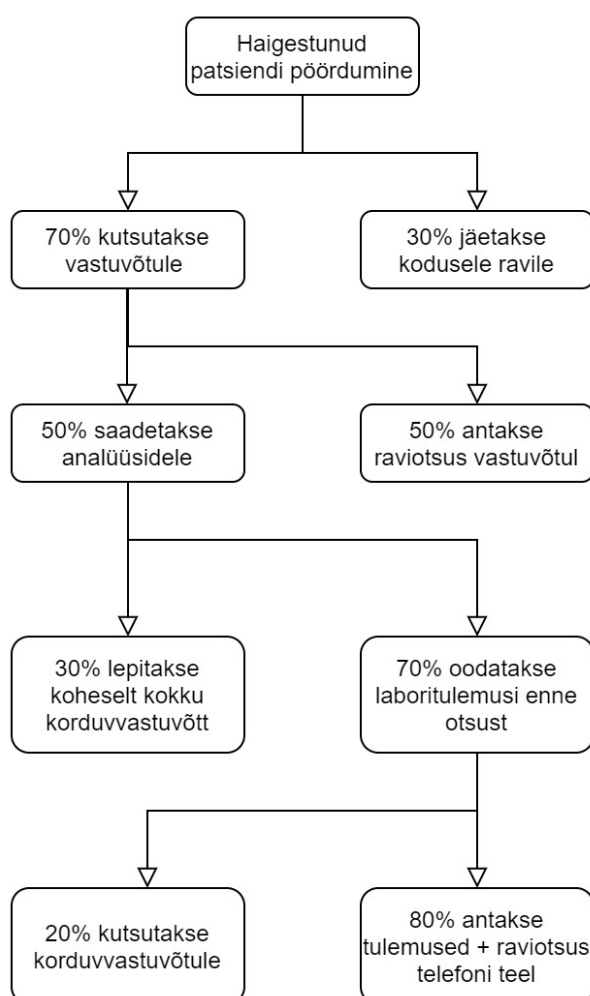 Haigestunud
patsiendi pöördumine
70% kutsutakse
vastuvõtule
30% jäetakse
kodusele ravile
50% saadetakse
analüüsidele
50% antakse
raviotsus vastuvõtul
30% lepitakse
koheselt kokku
korduvvastuvõtt
70% oodatakse
laboritulemusi enne
otsust
20% kutsutakse
korduvvastuvõtule
80% antakse
tulemused + raviotsus
telefoni teel